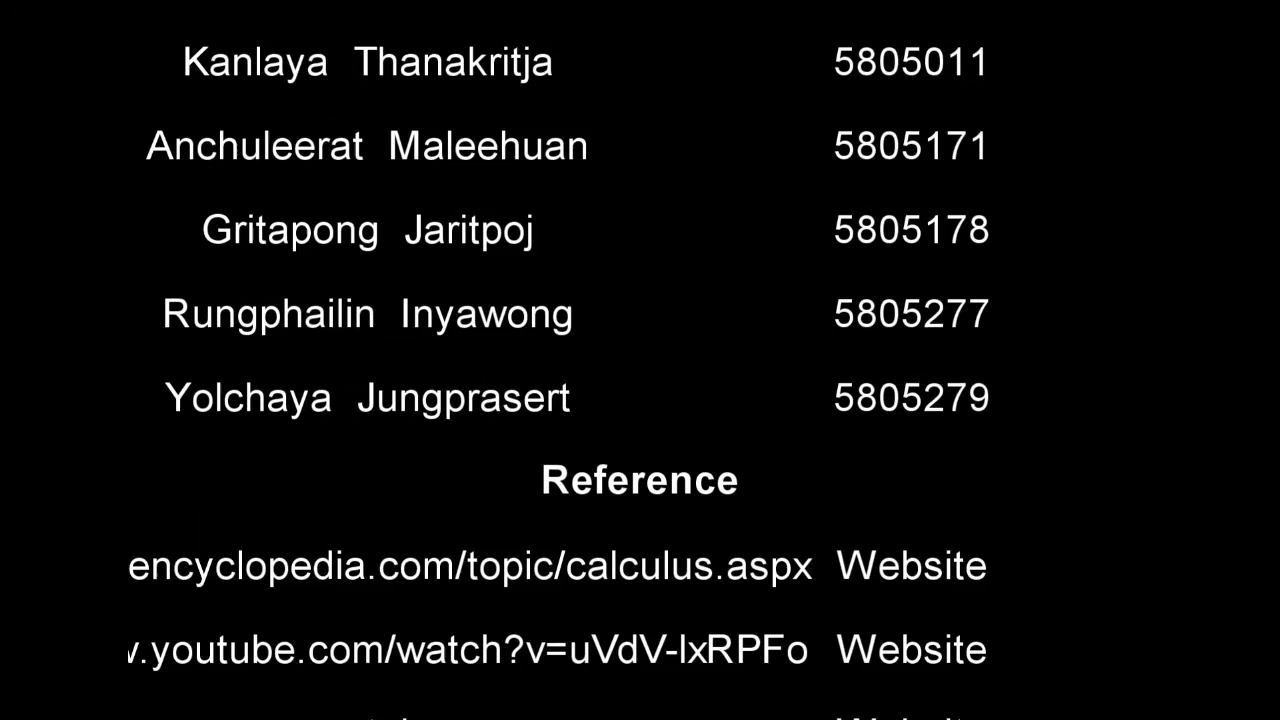 Kanlaya Thanakritja 5805011
Anchuleerat Maleehuan 5805171
Gritapong Jaritpoj 5805178
Rungphailin Inyawong 5805277
Yolchaya Jungprasert 5805279
Reference
encyclopedia.com/topic/calculus.aspx Website
.youtube.com/watch?v=uVdV-lxRPFo Website